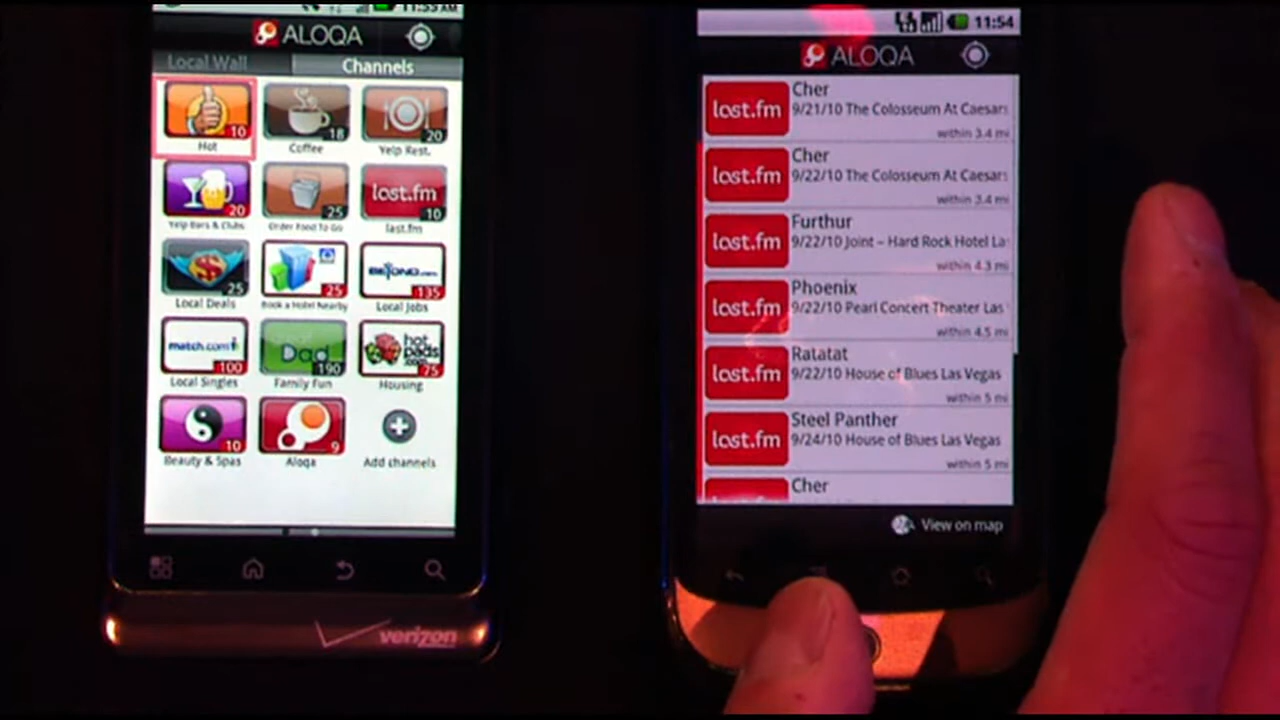 11:53 AM
ALOQA
Local Wall
Channels
10
18
20
Hot
Coffee
Yelp Rest.
20
25
last.fm
10
Yelp Bars & Clubs
Order Food To Go
last.fm
25
25
BEYOND.com
135
Local Deals
Book a Hotel Nearby
Local Jobs
match.com
100
Dad
190
hot
pads
.com
75
Local Singles
Family Fun
Housing
10
9
Beauty & Spas
Aloqa
Add channels
verizon
11:54
ALOQA
last.fm
Cher
9/21/10 The Colosseum At Caesars
within 3.4 mi
last.fm
Cher
9/22/10 The Colosseum At Caesars
within 3.4 mi
last.fm
Furthur
9/22/10 Joint – Hard Rock Hotel La
within 4.3 mi
last.fm
Phoenix
9/22/10 Pearl Concert Theater Las
within 4.5 mi
last.fm
Ratatat
9/22/10 House of Blues Las Vegas
within 5 mi
last.fm
Steel Panther
9/24/10 House of Blues Las Vegas
within 5 mi
Cher
View on map